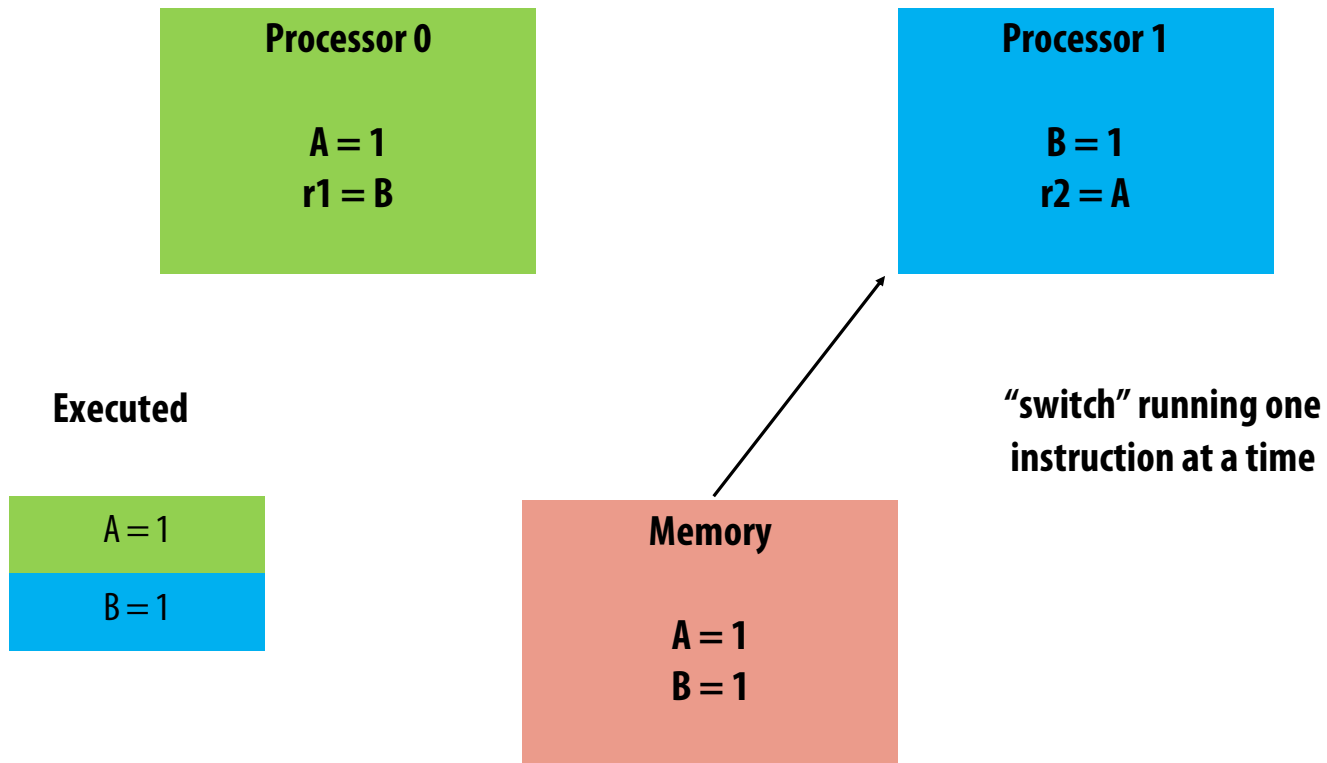 Processor 0
A = 1
r1 = B
Processor 1
B = 1
r2 = A
Executed
A = 1
B = 1
“switch” running one
instruction at a time
Memory
A = 1
B = 1